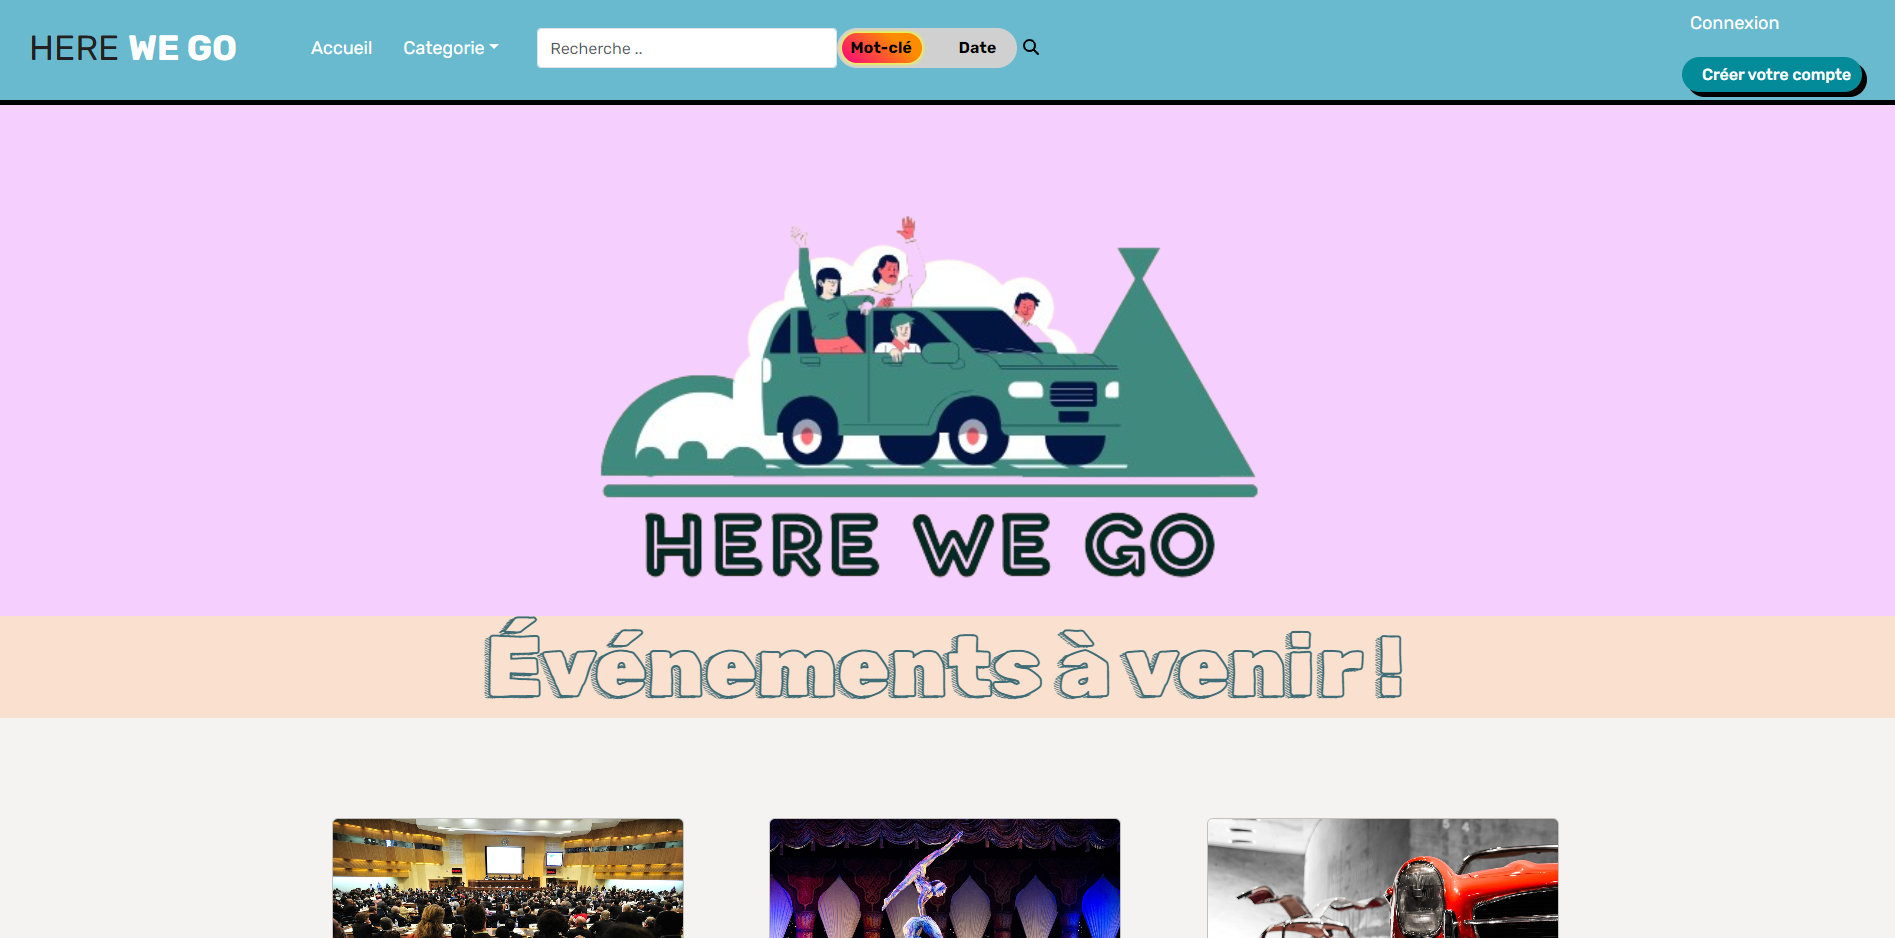 HERE WE GO
Accueil
Categorie
Recherche ..
Mot-clé
Date
Connexion
Créer votre compte
HERE WE GO
Événements à venir !